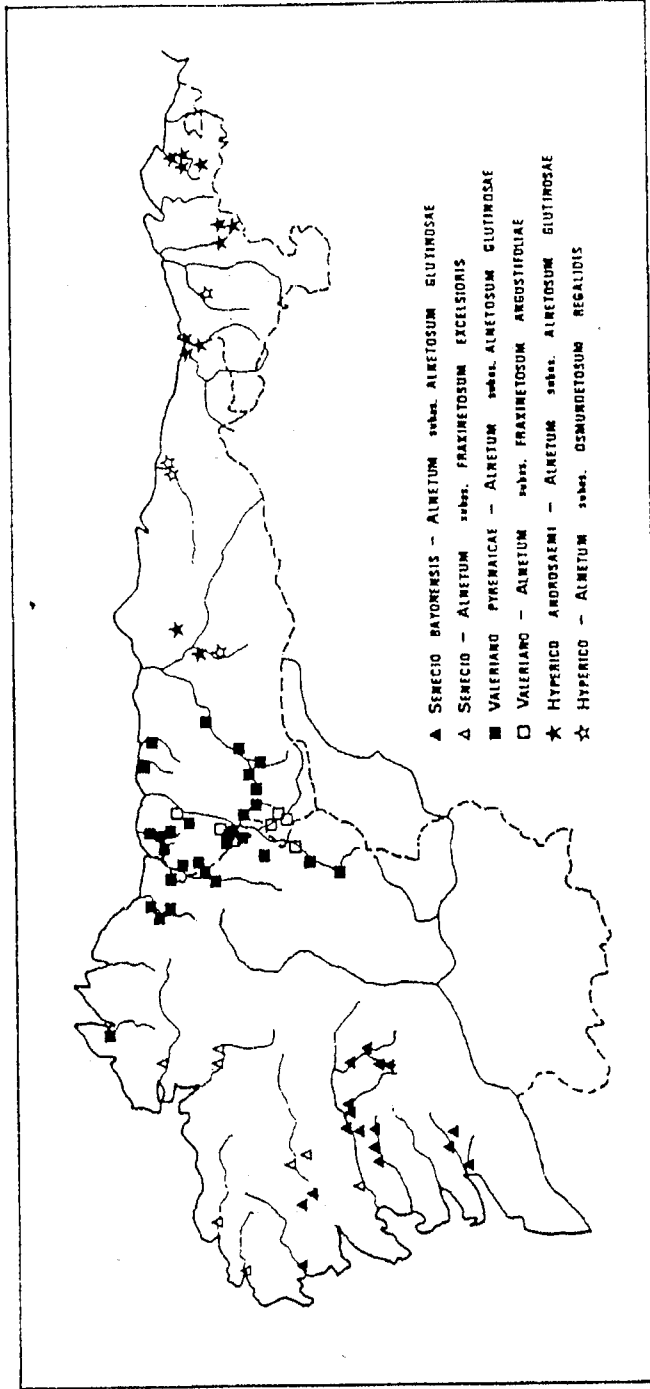 ▲ SENECIO BAYONENSIS – ALNETUM subas. ALNETOSUM GLUTINOSAE
△ SENECIO – ALNETUM subas. FRAXINETOSUM EXCELSIORIS
■ VALERIANO PYRENAICAE – ALNETUM subas. ALNETOSUM GLUTINOSAE
□ VALERIANO – ALNETUM subas. FRAXINETOSUM ANGUSTIFOLIAE
★ HYPERICO ANDROSAEMI – ALNETUM subas. ALNETOSUM GLUTINOSAE
☆ HYPERICO – ALNETUM subas. OSMUNDETOSUM REGALIDIS